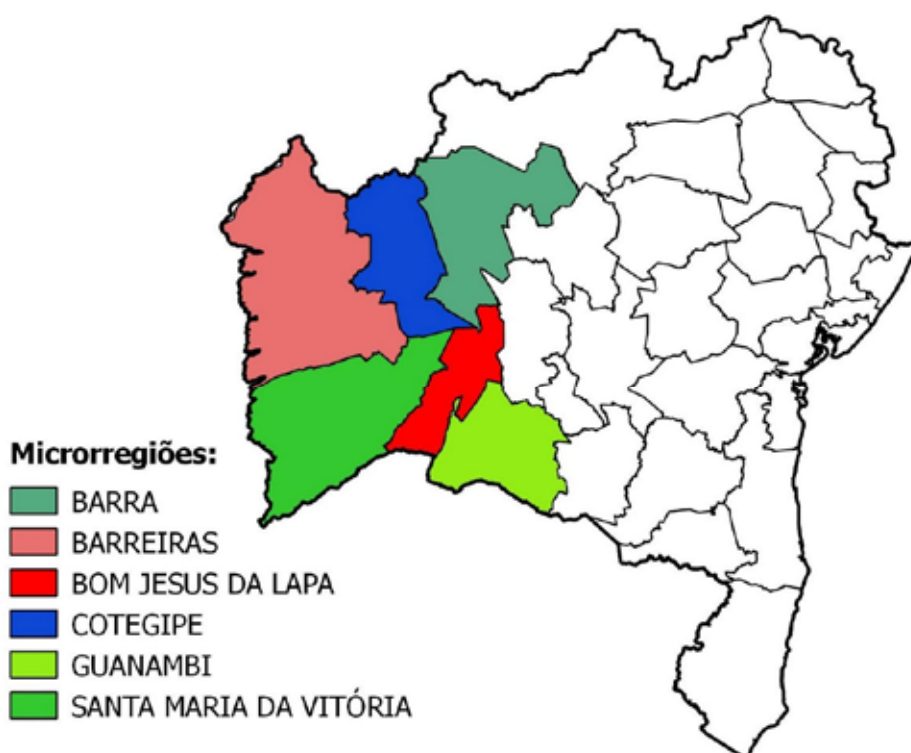 Microrregiões:
BARRA
BARREIRAS
BOM JESUS DA LAPA
COTEGIPE
GUANAMBI
SANTA MARIA DA VITÓRIA